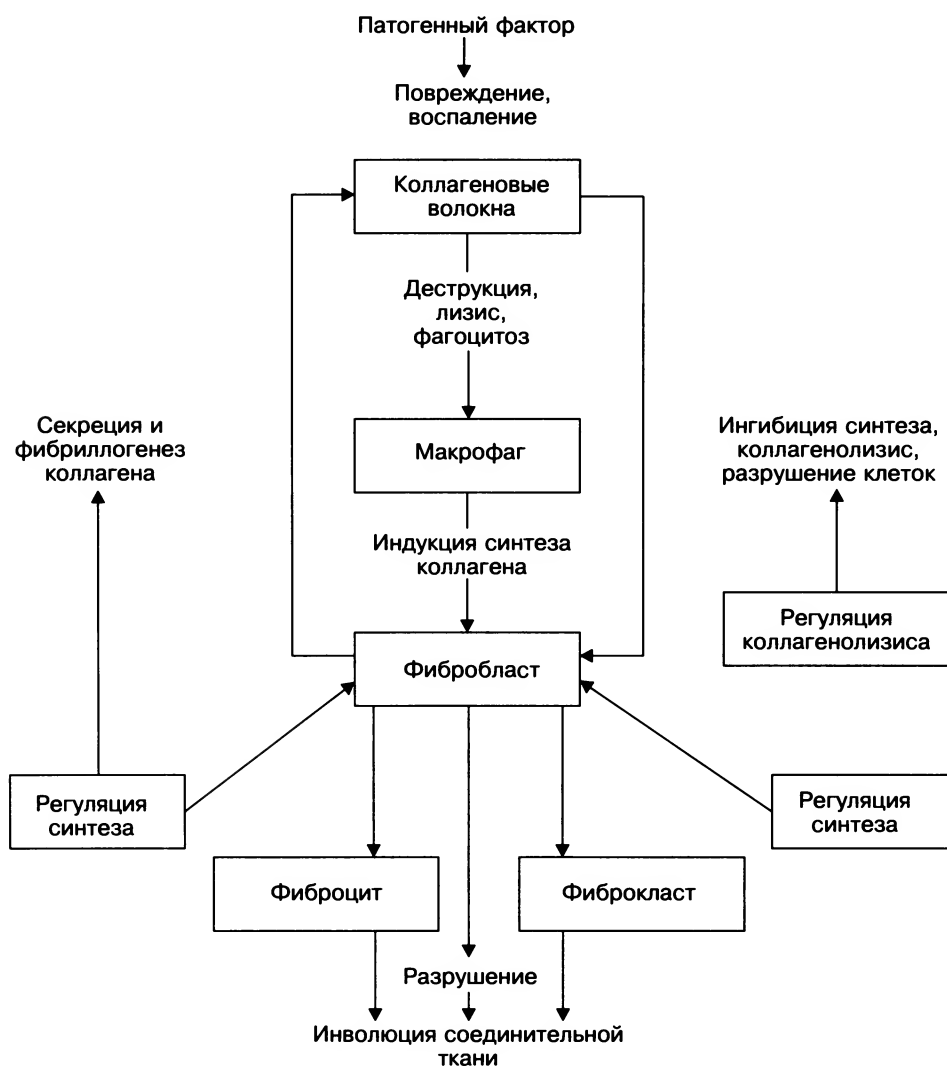 Патогенный фактор
Повреждение,
воспаление
Коллагеновые
волокна
Деструкция,
лизис,
фагоцитоз
Секреция и
фибриллогенез
коллагена
Макрофаг
Ингибиция синтеза,
коллагенолизис,
разрушение клеток
Индукция синтеза
коллагена
Регуляция
коллагенолизиса
Фибробласт
Регуляция
синтеза
Регуляция
синтеза
Фиброцит
Фиброкласт
Разрушение
Инволюция соединительной
ткани